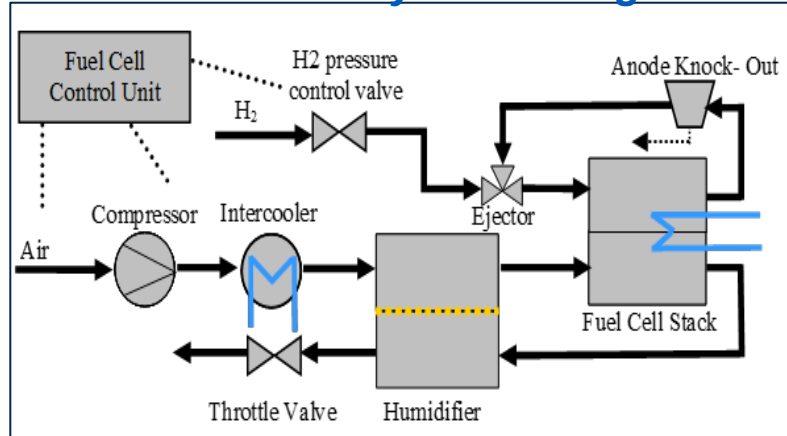 Fuel Cell
Control Unit
H2 pressure
control valve
Anode Knock- Out
H₂
Compressor
Intercooler
Ejector
Air
Fuel Cell Stack
Throttle Valve
Humidifier